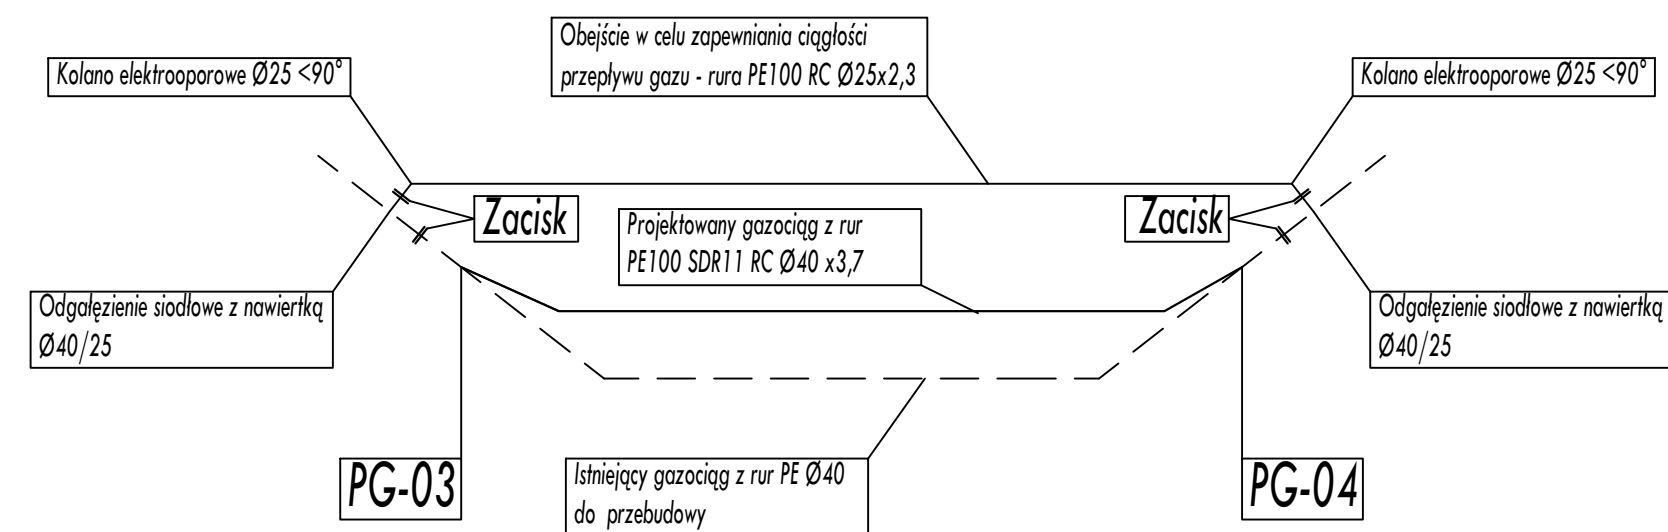 Obejście w celu zapewniania ciągłości
przepływu gazu - rura PE100 RC Ø25x2,3
Kolano elektrooporowe Ø25 <90°
Kolano elektrooporowe Ø25 <90°
Zacisk
Zacisk
Projektowany gazociąg z rur
PE100 SDR11 RC Ø40 x3,7
Odgałęzienie siodłowe z nawiertką
Ø40/25
Odgałęzienie siodłowe z nawiertką
Ø40/25
PG-03
Istniejący gazociąg z rur PE Ø40
do przebudowy
PG-04